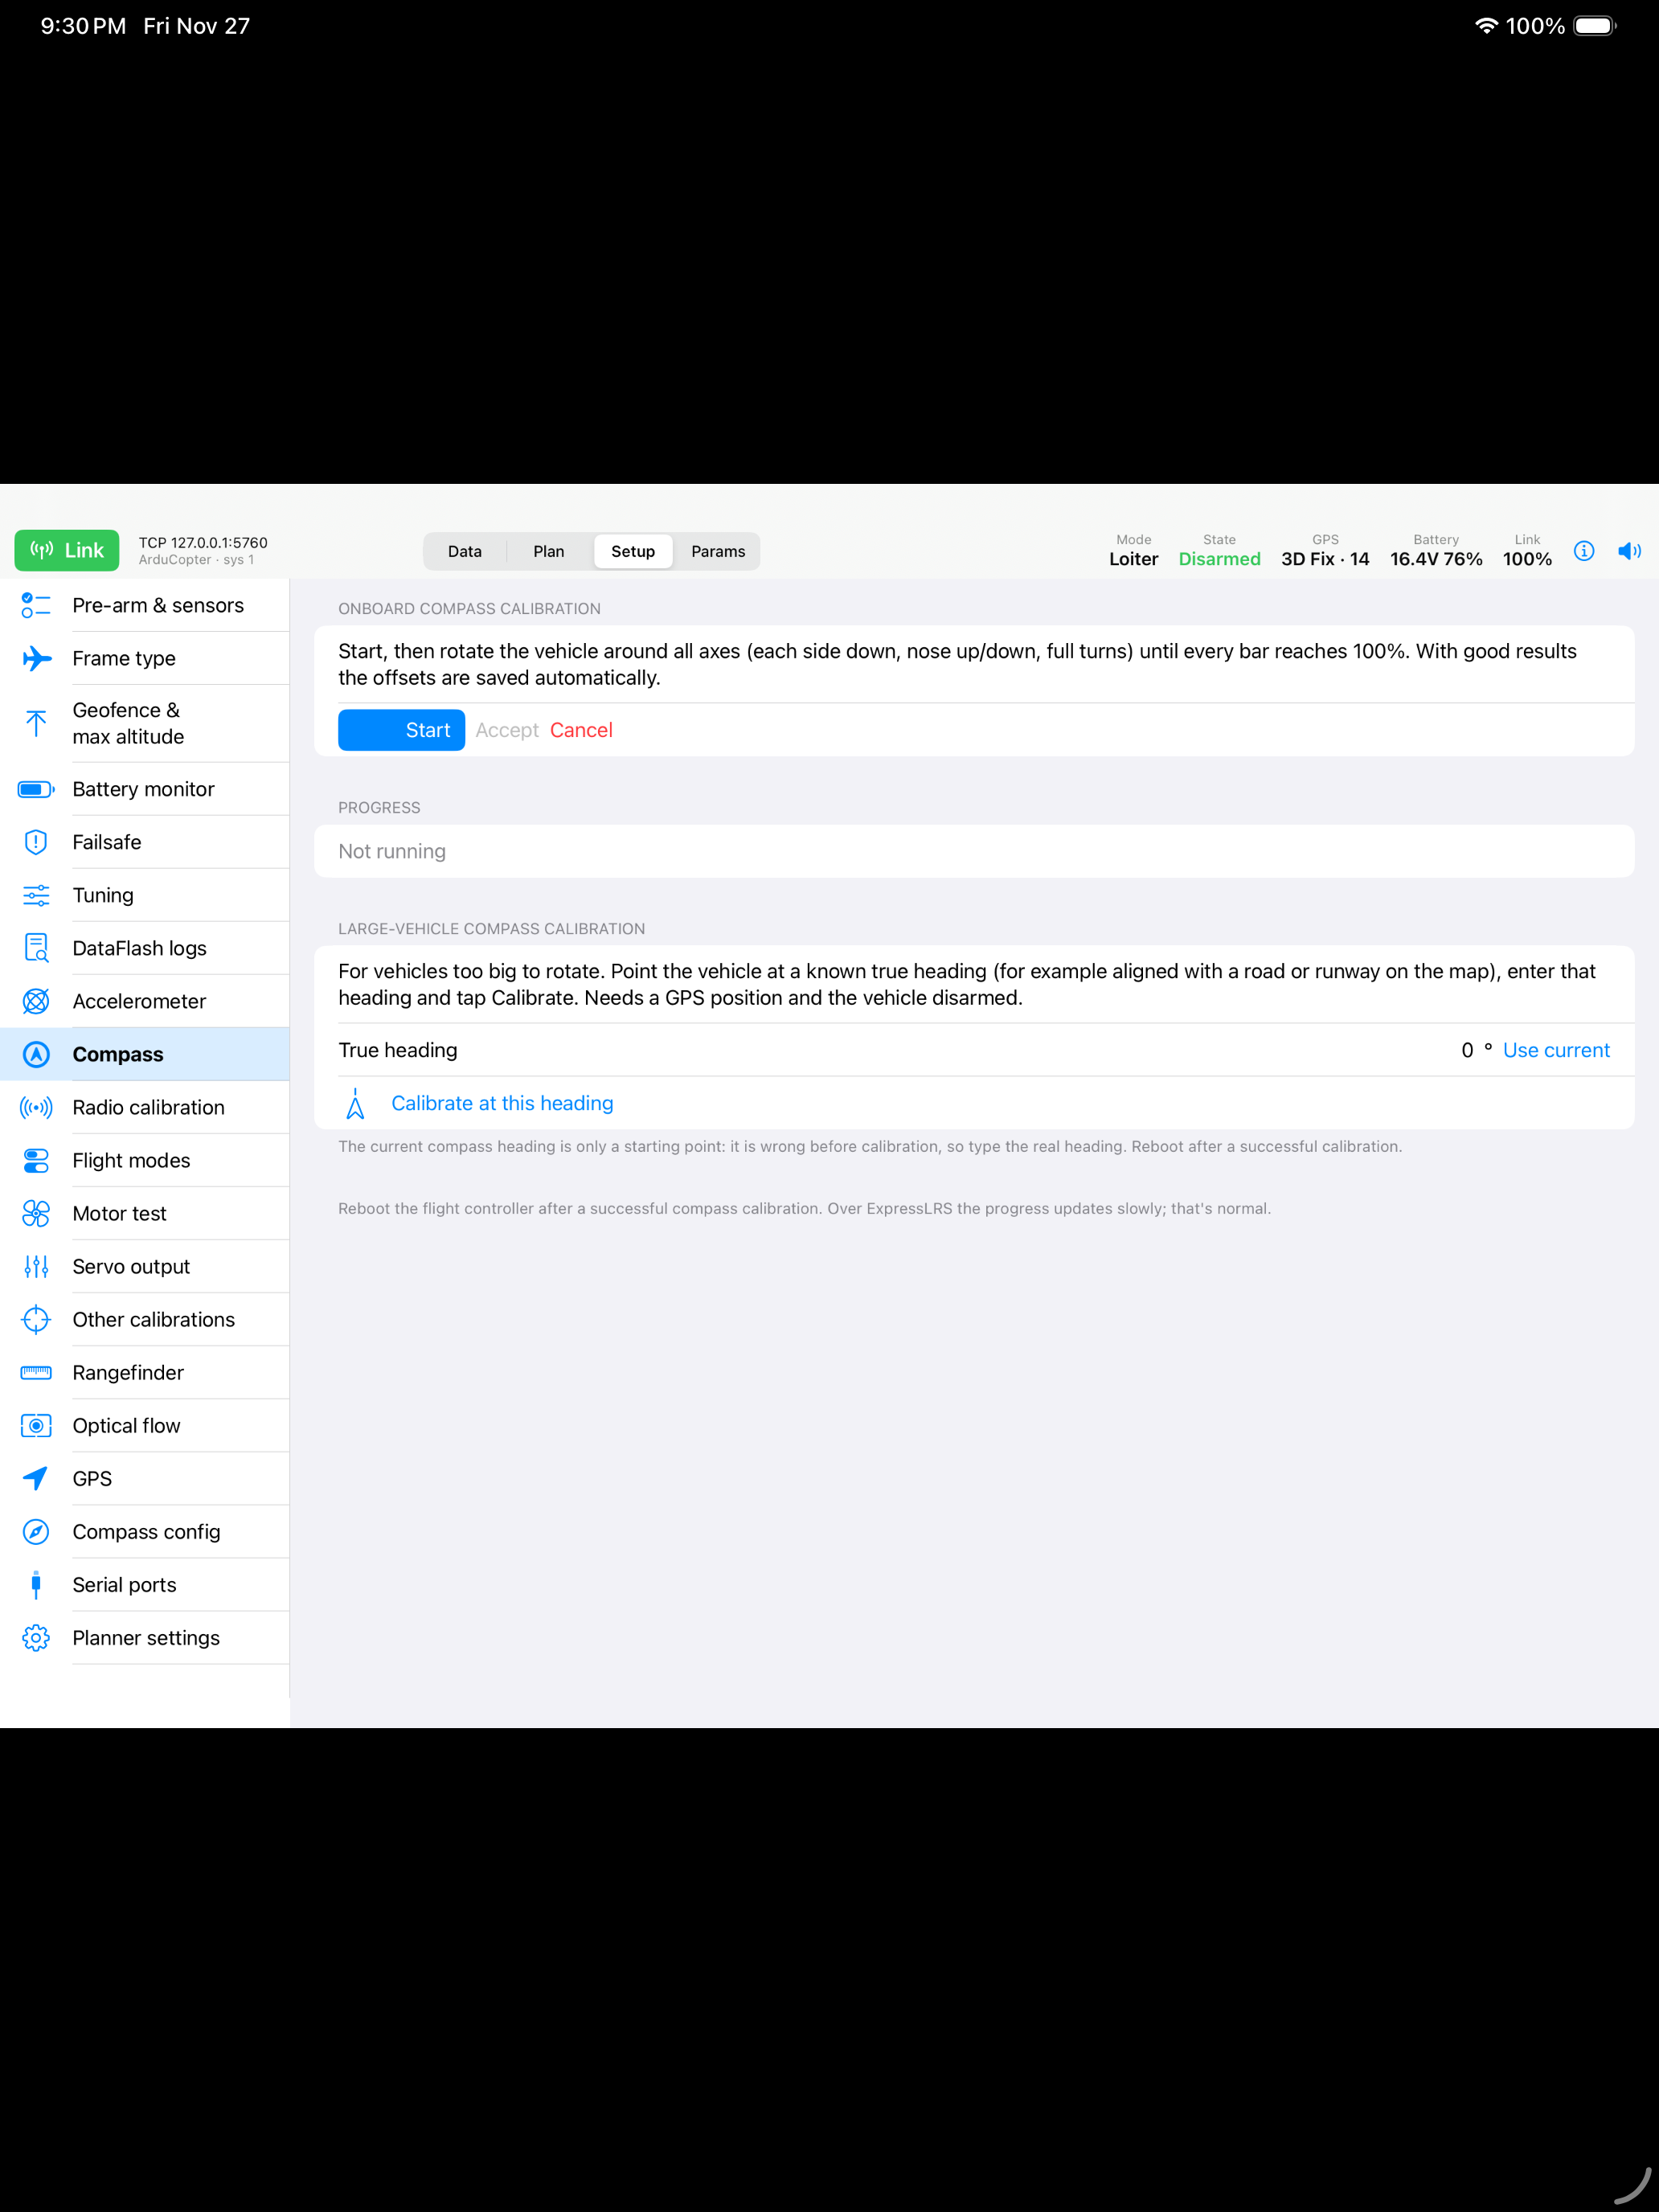 9:30 PM Fri Nov 27
100%
Link
TCP 127.0.0.1:5760
ArduCopter · sys 1
Data
Plan
Setup
Params
Mode
Loiter
State
Disarmed
GPS
3D Fix · 14
Battery
16.4V 76%
Link
100%
Pre-arm & sensors
Frame type
Geofence &
max altitude
Battery monitor
Failsafe
Tuning
DataFlash logs
Accelerometer
Compass
Radio calibration
Flight modes
Motor test
Servo output
Other calibrations
Rangefinder
Optical flow
GPS
Compass config
Serial ports
Planner settings
ONBOARD COMPASS CALIBRATION
Start, then rotate the vehicle around all axes (each side down, nose up/down, full turns) until every bar reaches 100%. With good results
the offsets are saved automatically.
Start Accept Cancel
PROGRESS
Not running
LARGE-VEHICLE COMPASS CALIBRATION
For vehicles too big to rotate. Point the vehicle at a known true heading (for example aligned with a road or runway on the map), enter that
heading and tap Calibrate. Needs a GPS position and the vehicle disarmed.
True heading 0 ° Use current
Calibrate at this heading
The current compass heading is only a starting point: it is wrong before calibration, so type the real heading. Reboot after a successful calibration.
Reboot the flight controller after a successful compass calibration. Over ExpressLRS the progress updates slowly; that's normal.